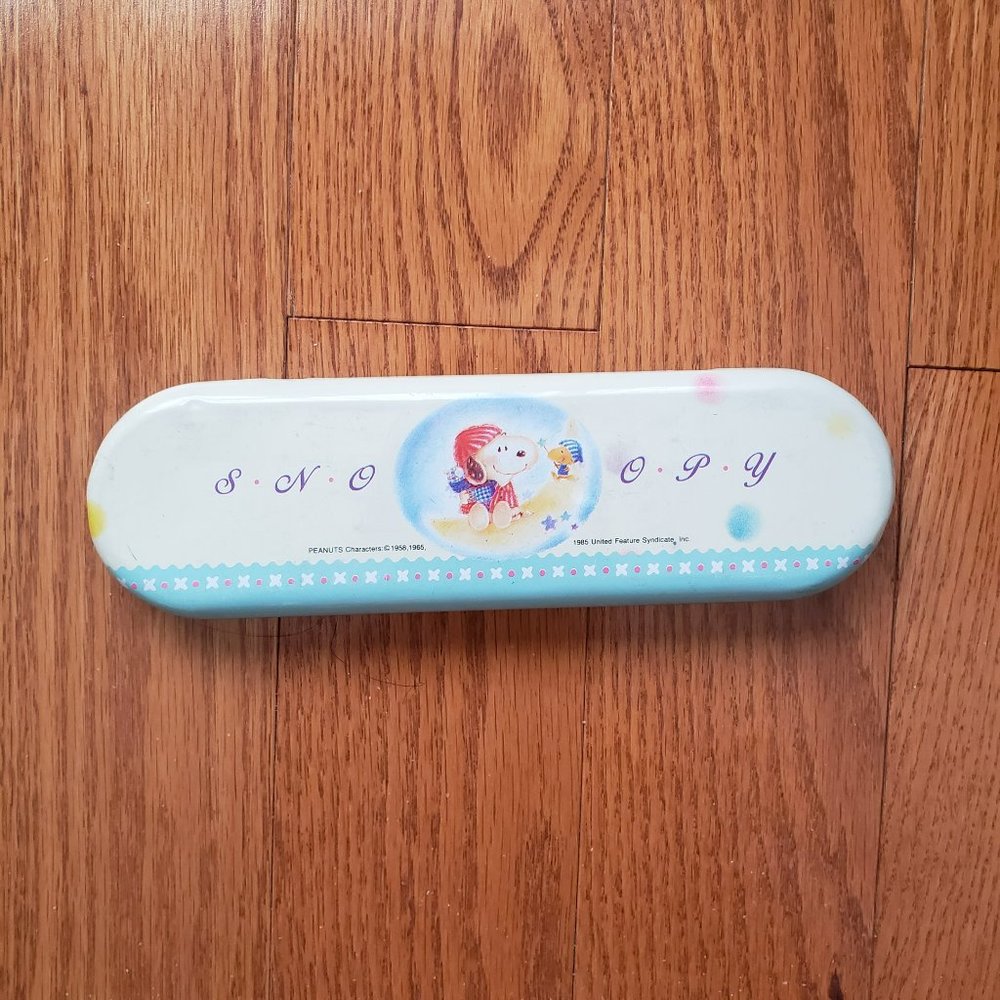 S·N·O O·P·Y
PEANUTS Characters:©1958,1965, 1985 United Feature Syndicate, Inc.